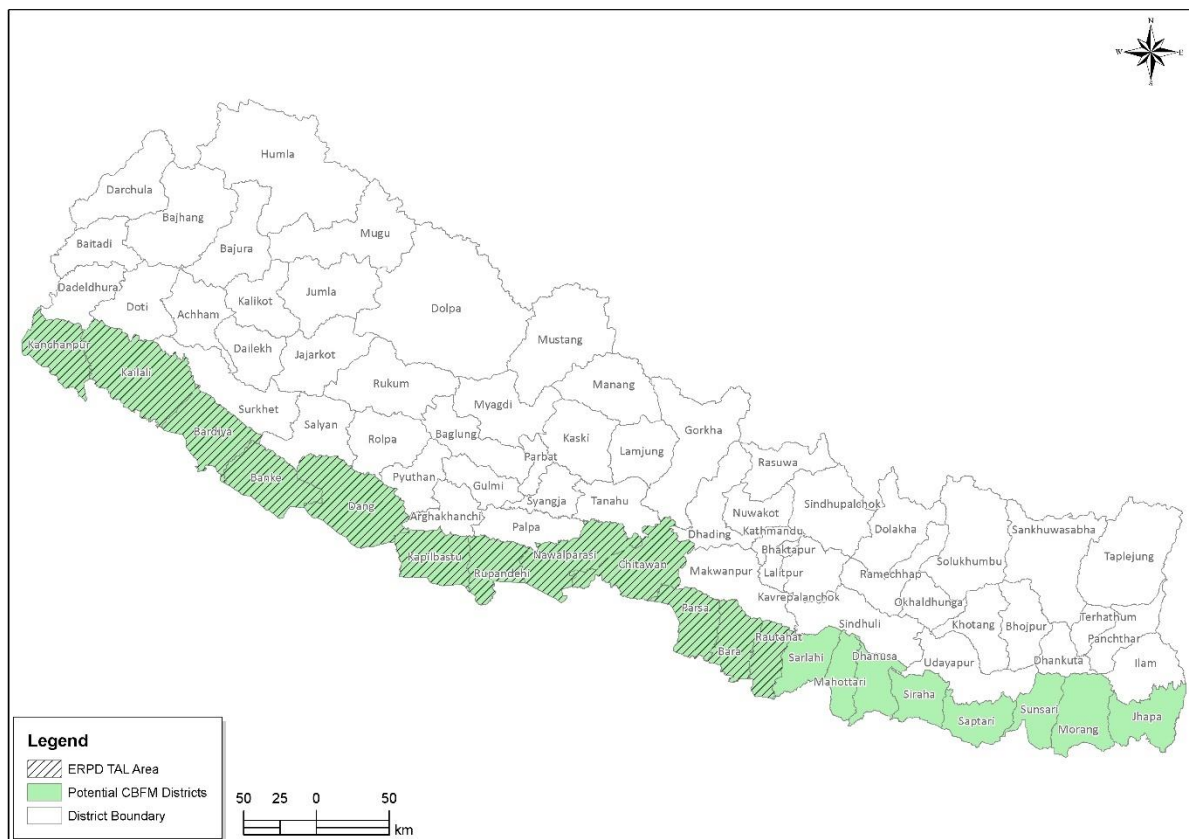 N
W
E
Humla
Darchula
Bajhang
Mugu
Baitadi
Bajura
Dadeldhura
Jumla
Doti
Kalikot
Dolpa
Achham
Mustang
Kanchanpur
Dailekh
Jajarkot
Kailali
Rukum
Manang
Myagdi
Surkhet
Salyan
Gorkha
Bardiya
Rolpa
Baglung
Kaski
Lamjung
Parbat
Rasuwa
Banke
Pyuthan
Gulmi
Syangja
Tanahu
Sindhupalchok
Dang
Nuwakot
Arghakhanchi
Palpa
Dhading
Kathmandu
Dolakha
Sankhuwasabha
Kapilbastu
Nawalparasi
Bhaktapur
Taplejung
Rupandehi
Chitawan
Makwanpur
Lalitpur
Ramechhap
Solukhumbu
Kavrepalanchok
Okhaldhunga
Parsa
Sindhuli
Khotang
Bhojpur
Terhathum
Rautahat
Panchthar
Bara
Sarlahi
Dhanusa
Udayapur
Dhankuta
Ilam
Mahottari
Siraha
Saptari
Sunsari
Morang
Jhapa
Legend
ERPD TAL Area
Potential CBFM Districts
District Boundary
50 25 0 50
km